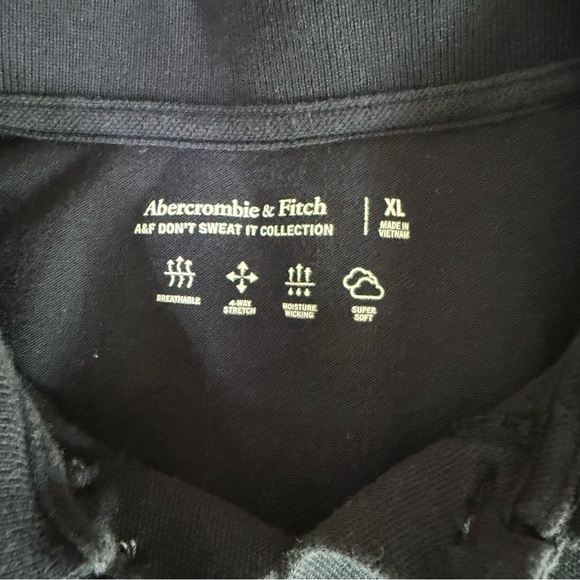 Abercrombie & Fitch
A&F DON'T SWEAT IT COLLECTION
XL
MADE IN
VIETNAM
BREATHABLE
4-WAY
STRETCH
MOISTURE
WICKING
SUPER
SOFT